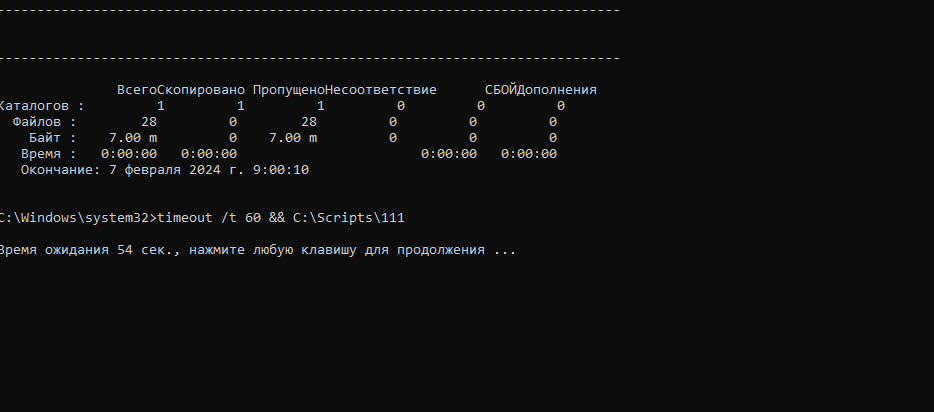 ------------------------------------------------------------------------------
------------------------------------------------------------------------------
ВсегоСкопировано ПропущеноНесоответствие СБОЙДополнения
Каталогов : 1 1 1 0 0 0
Файлов : 28 0 28 0 0 0
Байт : 7.00 m 0 7.00 m 0 0 0
Время : 0:00:00 0:00:00 0:00:00 0:00:00
Окончание: 7 февраля 2024 г. 9:00:10
C:\Windows\system32>timeout /t 60 && C:\Scripts\111
Время ожидания 54 сек., нажмите любую клавишу для продолжения ...